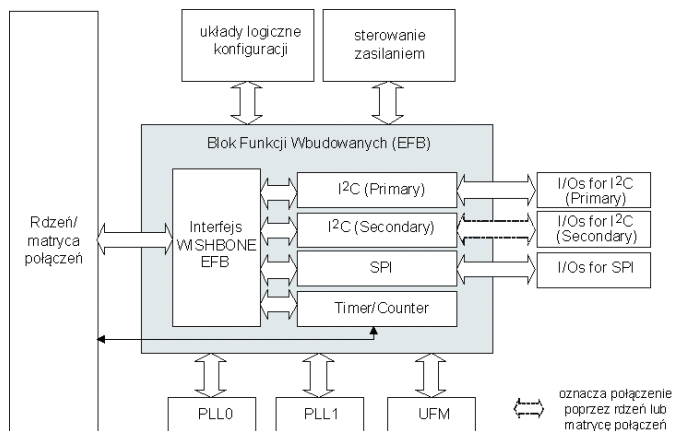 układy logiczne
konfiguracji
sterowanie
zasilaniem
Blok Funkcji Wbudowanych (EFB)
Rdzeń/
matryca
połączeń
Interfejs
WISHBONE
EFB
I²C (Primary)
I²C (Secondary)
SPI
Timer/Counter
I/Os for I²C
(Primary)
I/Os for I²C
(Secondary)
I/Os for SPI
PLL0
PLL1
UFM
oznacza połączenie
poprzez rdzeń lub
matrycę połączeń